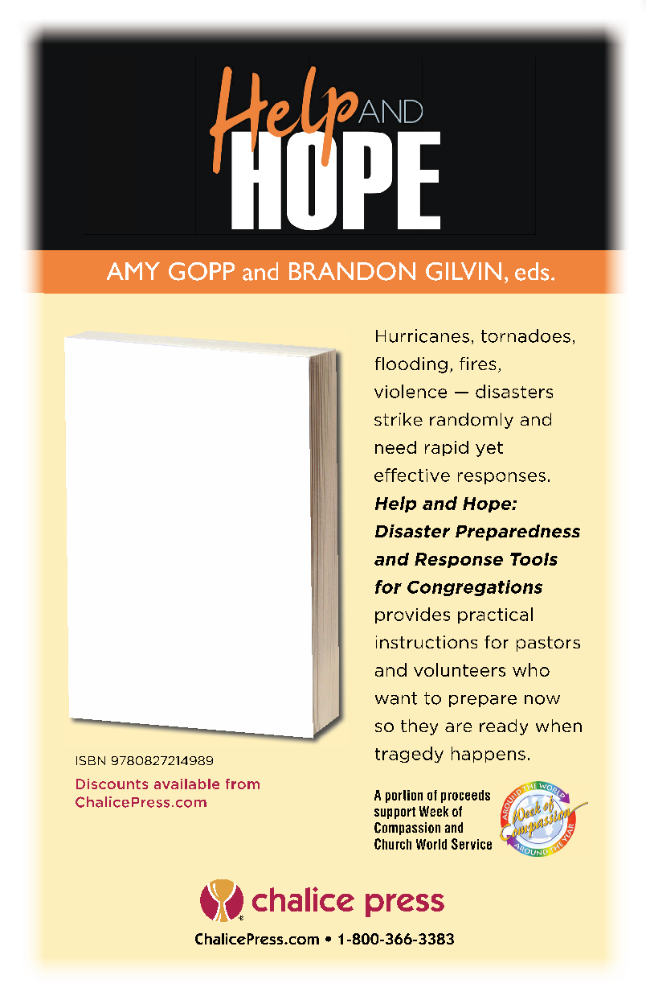 Help AND
HOPE
AMY GOPP and BRANDON GILVIN, eds.
Hurricanes, tornadoes,
flooding, fires,
violence — disasters
strike randomly and
need rapid yet
effective responses.
Help and Hope:
Disaster Preparedness
and Response Tools
for Congregations
provides practical
instructions for pastors
and volunteers who
want to prepare now
so they are ready when
tragedy happens.
ISBN 9780827214989
Discounts available from
ChalicePress.com
A portion of proceeds
support Week of
Compassion and
Church World Service
AROUND THE WORLD
Week of
Compassion
AROUND THE YEAR
chalice press
®
ChalicePress.com • 1-800-366-3383